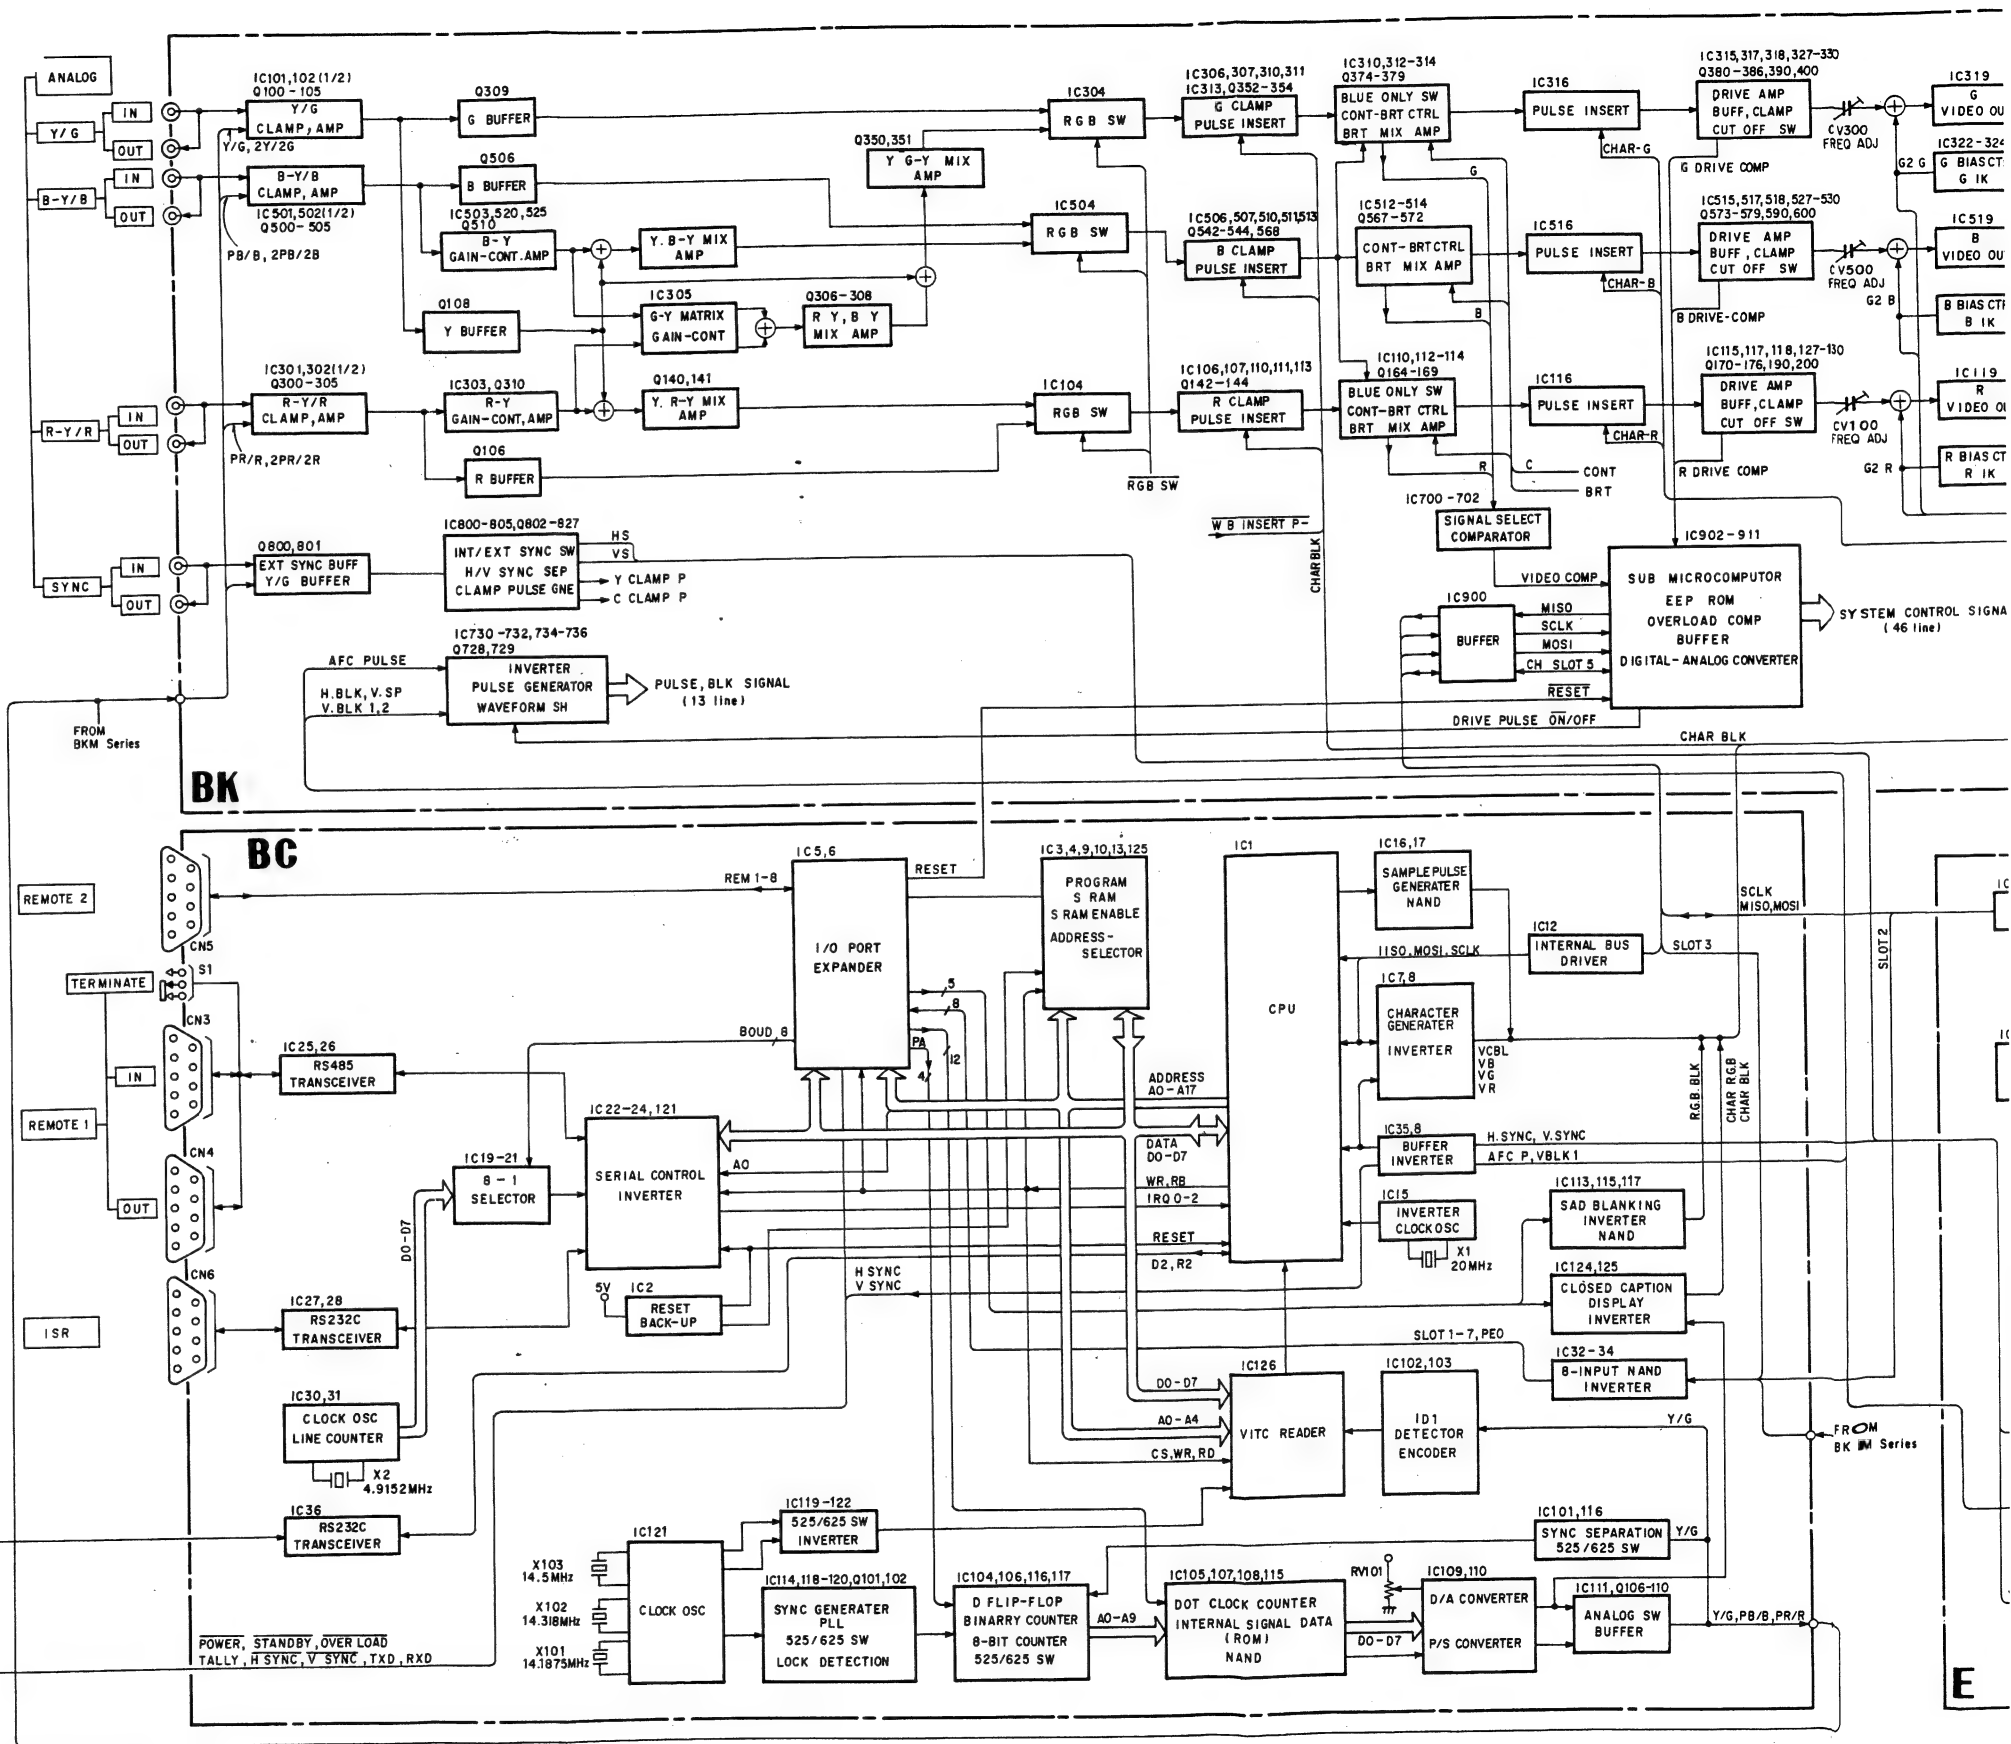 ANALOG
Y/G
IN
OUT
B-Y/B
IN
OUT
R-Y/R
IN
OUT
SYNC
IN
OUT
IC101,102(1/2)
Q100-105
Y/G
CLAMP, AMP
Y/G, 2Y/2G
B-Y/B
CLAMP, AMP
IC501,502(1/2)
Q500-505
PB/B, 2PB/2B
IC301,302(1/2)
Q300-305
R-Y/R
CLAMP, AMP
PR/R, 2PR/2R
Q800,801
EXT SYNC BUFF
Y/G BUFFER
Q309
G BUFFER
Q506
B BUFFER
IC503,520,525
Q510
B-Y
GAIN-CONT. AMP
Q108
Y BUFFER
IC303, Q310
R-Y
GAIN-CONT, AMP
Q106
R BUFFER
Y. B-Y MIX
AMP
IC305
G-Y MATRIX
GAIN-CONT
Q140,141
Y. R-Y MIX
AMP
Q306-308
R Y, B Y
MIX AMP
Q350,351
Y G-Y MIX
AMP
IC304
RGB SW
IC504
RGB SW
IC104
RGB SW
RGB SW
IC306,307,310,311
IC313, Q352-354
G CLAMP
PULSE INSERT
IC506,507,510,511,513
Q542-544,568
B CLAMP
PULSE INSERT
IC106,107,110,111,113
Q142-144
R CLAMP
PULSE INSERT
IC310,312-314
Q374-379
BLUE ONLY SW
CONT-BRT CTRL
BRT MIX AMP
G
IC512-514
Q567-572
CONT-BRT CTRL
BRT MIX AMP
B
IC110,112-114
Q164-169
BLUE ONLY SW
CONT-BRT CTRL
BRT MIX AMP
R
C
CONT
BRT
IC316
PULSE INSERT
CHAR-G
IC516
PULSE INSERT
CHAR-B
IC116
PULSE INSERT
CHAR-R
IC315,317,318,327-330
Q380-386,390,400
DRIVE AMP
BUFF, CLAMP
CUT OFF SW
G DRIVE COMP
IC515,517,518,527-530
Q573-579,590,600
DRIVE AMP
BUFF, CLAMP
CUT OFF SW
B DRIVE-COMP
IC115,117,118,127-130
Q170-176,190,200
DRIVE AMP
BUFF, CLAMP
CUT OFF SW
R DRIVE COMP
CV300
FREQ ADJ
CV500
FREQ ADJ
CV100
FREQ ADJ
IC319
G
VIDEO OU
IC322-324
G BIAS CT
G IK
G2 G
IC519
B
VIDEO OU
G2 B
B BIAS CTR
B IK
IC119
R
VIDEO OU
G2 R
R BIAS CT
R IK
IC800-805,Q802-827
INT/EXT SYNC SW
H/V SYNC SEP
CLAMP PULSE GNE
HS
VS
Y CLAMP P
C CLAMP P
IC730-732,734-736
Q728,729
INVERTER
PULSE GENERATOR
WAVEFORM SH
AFC PULSE
H.BLK, V.SP
V.BLK 1,2
PULSE, BLK SIGNAL
(13 line)
FROM
BKM Series
W B INSERT P-
CHAR BLK
IC700-702
SIGNAL SELECT
COMPARATOR
VIDEO COMP
IC900
BUFFER
MISO
SCLK
MOSI
CH SLOT 5
RESET
DRIVE PULSE ON/OFF
IC902-911
SUB MICROCOMPUTOR
EEP ROM
OVERLOAD COMP
BUFFER
DIGITAL-ANALOG CONVERTER
SYSTEM CONTROL SIGNA
(46 line)
CHAR BLK
BK
BC
REMOTE 2
CN5
TERMINATE
S1
CN3
IN
REMOTE 1
CN4
OUT
CN6
ISR
REM 1-8
IC5,6
I/O PORT
EXPANDER
RESET
5
8
12
PA
4
BOUD
8
IC3,4,9,10,13,125
PROGRAM
S RAM
S RAM ENABLE
ADDRESS-
SELECTOR
IC1
CPU
IC16,17
SAMPLE PULSE
GENERATER
NAND
IC12
INTERNAL BUS
DRIVER
IISO, MOSI, SCLK
IC7,8
CHARACTER
GENERATER
INVERTER
VCBL
VB
VG
VR
SCLK
MISO,MOSI
SLOT 3
SLOT 2
R.G.B. BLK
CHAR R.G.B
CHAR BLK
IC25,26
RS485
TRANSCEIVER
IC22-24,121
SERIAL CONTROL
INVERTER
IC19-21
8-1
SELECTOR
D0-D7
ADDRESS
A0-A17
DATA
D0-D7
A0
WR,RB
IRQ 0-2
RESET
D2, R2
IC35,8
BUFFER
INVERTER
H.SYNC, V.SYNC
AFC P, VBLK1
IC15
INVERTER
CLOCK OSC
X1
20MHz
IC113,115,117
SAD BLANKING
INVERTER
NAND
IC124,125
CLOSED CAPTION
DISPLAY
INVERTER
IC32-34
8-INPUT NAND
INVERTER
SLOT 1-7, PE0
5V
IC2
RESET
BACK-UP
H SYNC
V SYNC
IC27,28
RS232C
TRANSCEIVER
IC30,31
CLOCK OSC
LINE COUNTER
X2
4.9152MHz
IC36
RS232C
TRANSCEIVER
IC126
VITC READER
D0-D7
A0-A4
CS,WR,RD
IC102,103
ID1
DETECTOR
ENCODER
Y/G
FROM
BKM Series
IC101,116
SYNC SEPARATION
525/625 SW
Y/G
IC119-122
525/625 SW
INVERTER
IC121
CLOCK OSC
X103
14.5MHz
X102
14.318MHz
X101
14.1875MHz
IC114,118-120,Q101,102
SYNC GENERATER
PLL
525/625 SW
LOCK DETECTION
IC104,106,116,117
D FLIP-FLOP
BINARRY COUNTER
8-BIT COUNTER
525/625 SW
A0-A9
IC105,107,108,115
DOT CLOCK COUNTER
INTERNAL SIGNAL DATA
(ROM)
NAND
D0-D7
RV101
IC109,110
D/A CONVERTER
P/S CONVERTER
IC111, Q106-110
ANALOG SW
BUFFER
Y/G,PB/B,PR/R
POWER, STANDBY, OVER LOAD
TALLY, H SYNC, V SYNC, TXD, RXD
E